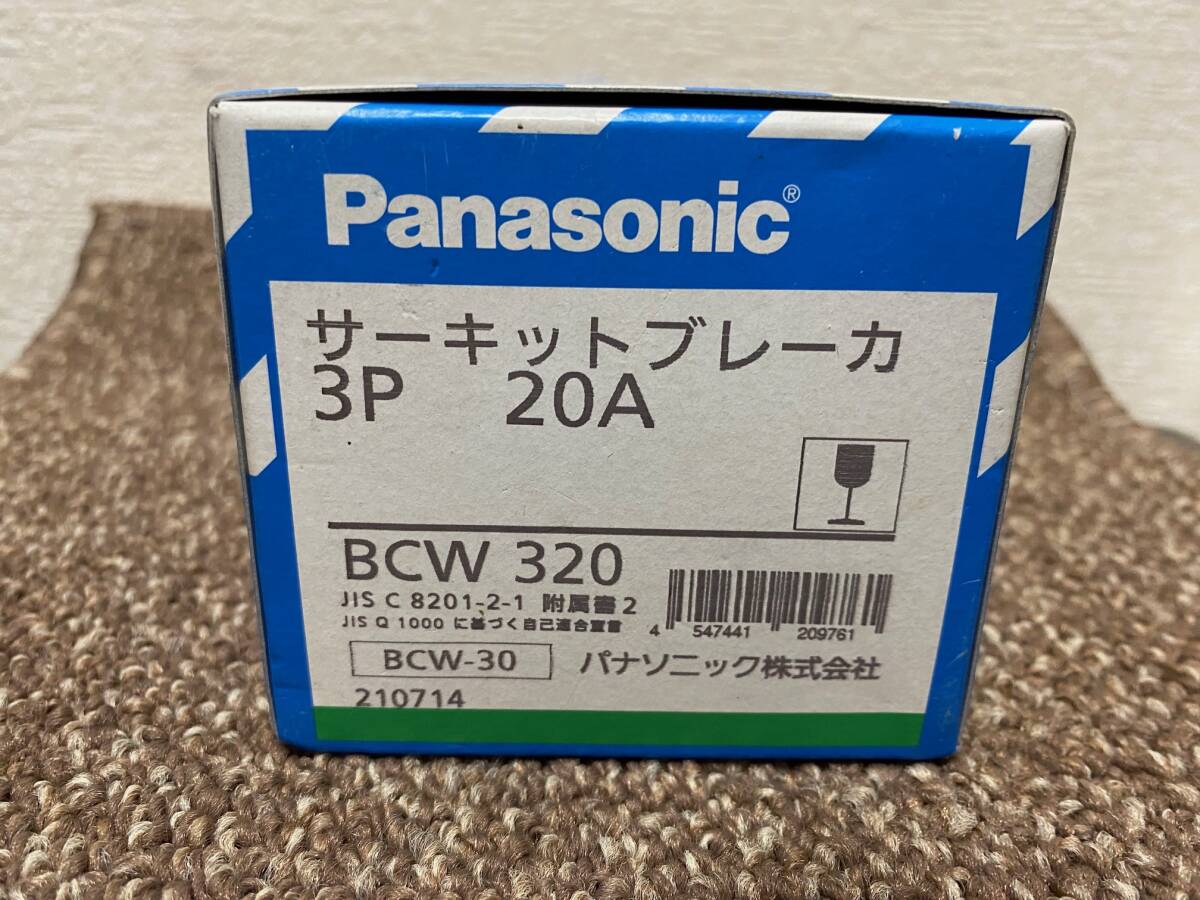 Panasonic®
サーキットブレーカ
3P 20A
BCW 320
JIS C 8201-2-1 附属書2
JIS Q 1000 に基づく自己適合宣言
4 547441 209761
BCW-30 パナソニック株式会社
210714